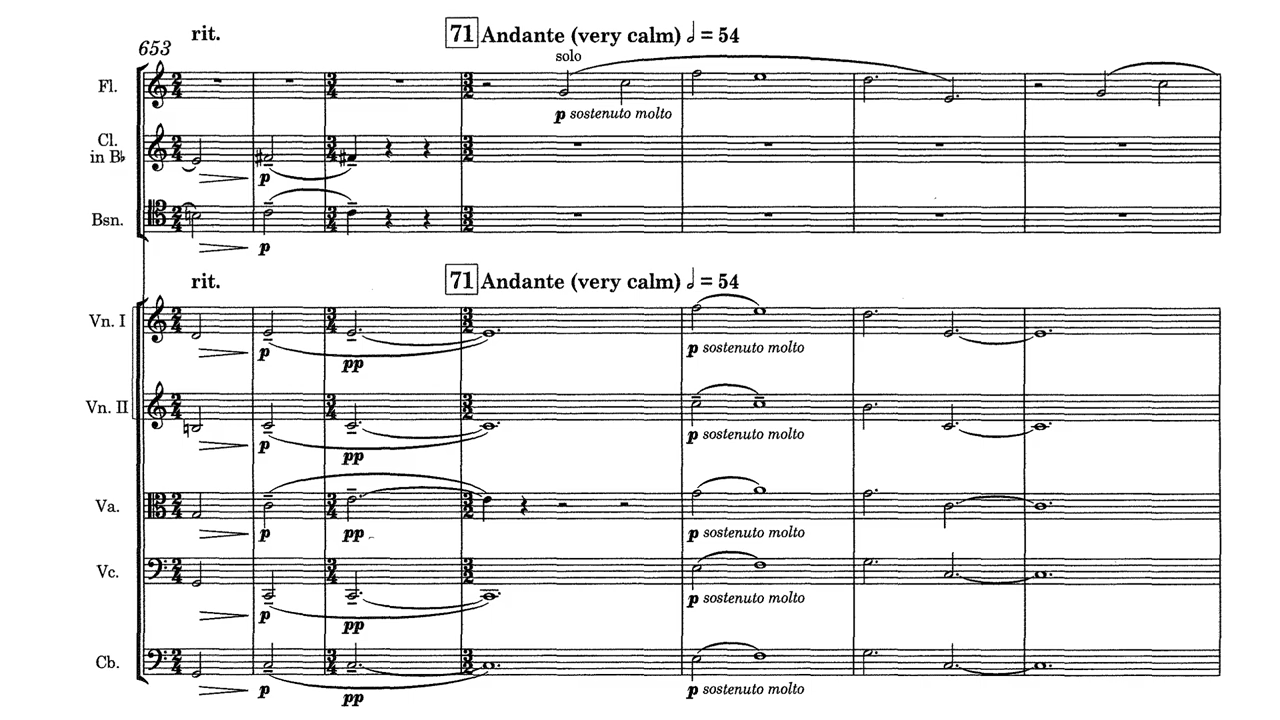 rit.
71 Andante (very calm) 𝅗𝅥 = 54
653
solo
Fl.
p sostenuto molto
Cl.
in B♭
p
Bsn.
p
rit.
71 Andante (very calm) 𝅗𝅥 = 54
Vn. I
p
pp
p sostenuto molto
Vn. II
p
pp
p sostenuto molto
Va.
p
pp
p sostenuto molto
Vc.
p
pp
p sostenuto molto
Cb.
p
pp
p sostenuto molto